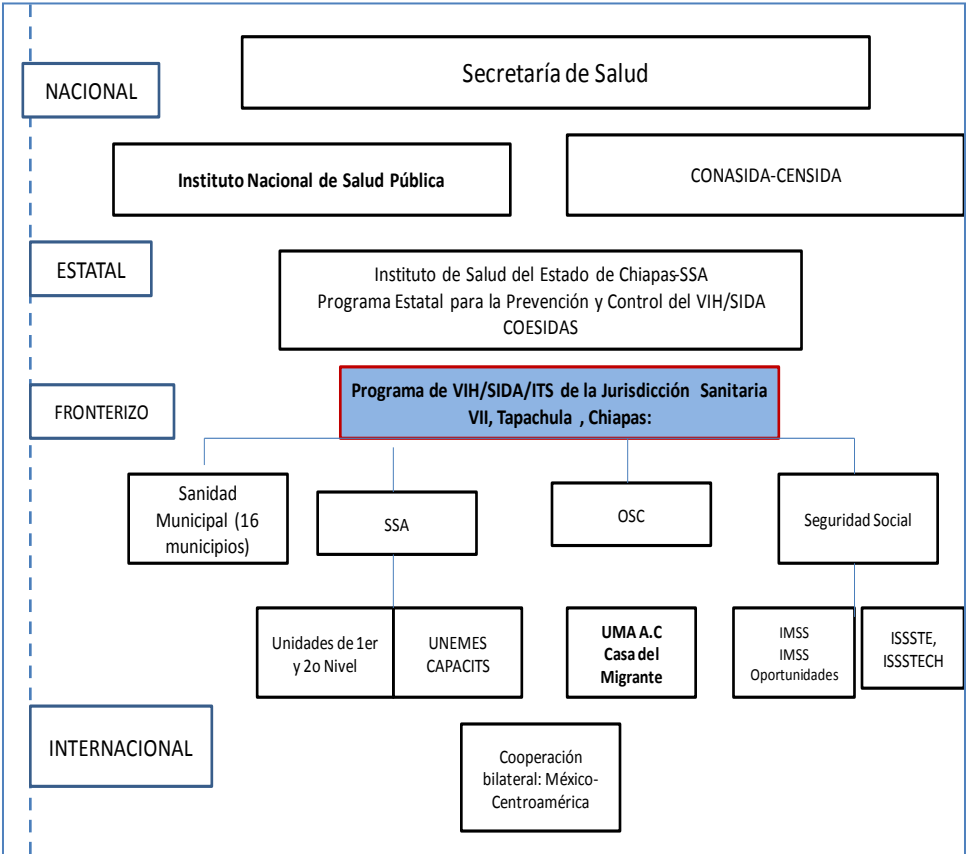 Secretaría de Salud
NACIONAL
Instituto Nacional de Salud Pública
CONASIDA-CENSIDA
ESTATAL
Instituto de Salud del Estado de Chiapas-SSA
Programa Estatal para la Prevención y Control del VIH/SIDA
COESIDAS
FRONTERIZO
Programa de VIH/SIDA/ITS de la Jurisdicción Sanitaria
VII, Tapachula , Chiapas:
Sanidad
Municipal (16
municipios)
SSA
OSC
Seguridad Social
Unidades de 1er
y 2o Nivel
UNEMES
CAPACITS
UMA A.C
Casa del
Migrante
IMSS
IMSS
Oportunidades
ISSSTE,
ISSSTECH
INTERNACIONAL
Cooperación
bilateral: México-
Centroamérica